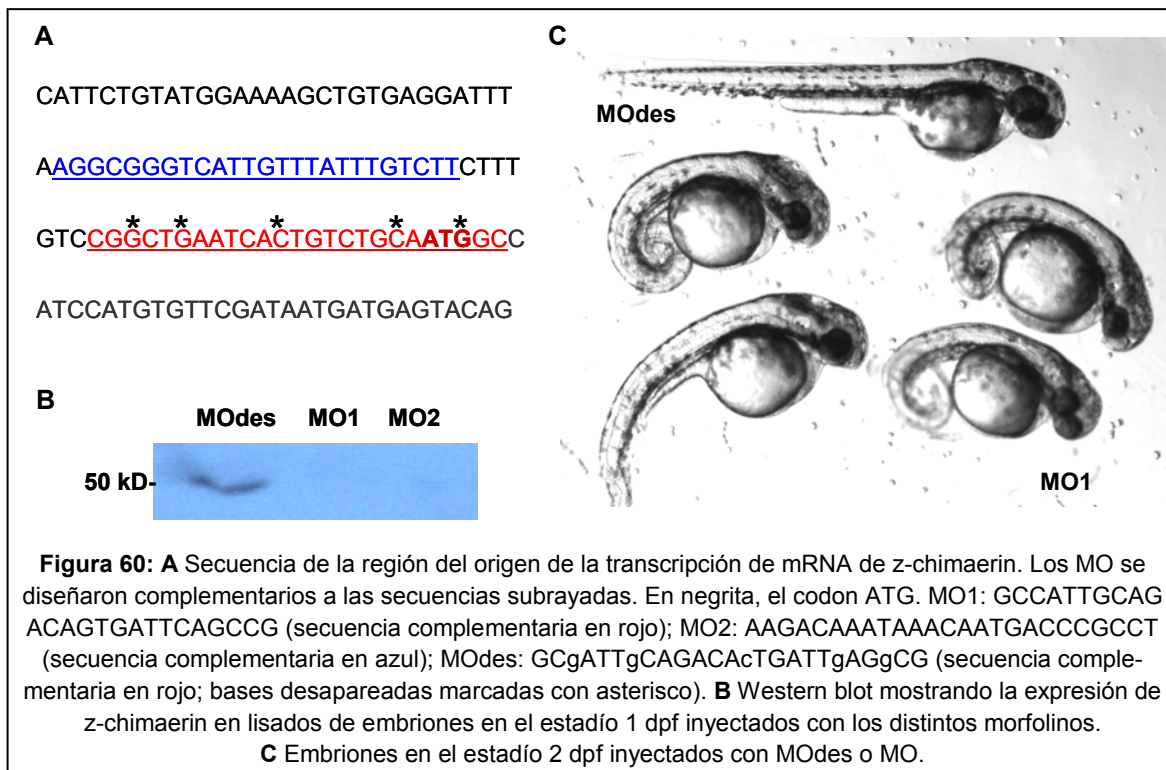 A
CATTCTGTATGGAAAAGCTGTGAGGATTT
AAGGCGGGTCATTGTTTATTTGTCTTCTTT
* * * * *
GTCCGGCTGAATCACTGTCTGCAATGGCC
ATCCATGTGTTCGATAATGATGAGTACAG
B
MOdes MO1 MO2
50 kD-
C
MOdes
MO1
Figura 60: A Secuencia de la región del origen de la transcripción de mRNA de z-chimaerin. Los MO se
diseñaron complementarios a las secuencias subrayadas. En negrita, el codon ATG. MO1: GCCATTGCAG
ACAGTGATTCAGCCG (secuencia complementaria en rojo); MO2: AAGACAAATAAACAATGACCCGCCT
(secuencia complementaria en azul); MOdes: GCgATTgCAGACAcTGATTgAGgCG (secuencia comple-
mentaria en rojo; bases desapareadas marcadas con asterisco). B Western blot mostrando la expresión de
z-chimaerin en lisados de embriones en el estadío 1 dpf inyectados con los distintos morfolinos.
C Embriones en el estadío 2 dpf inyectados con MOdes o MO.